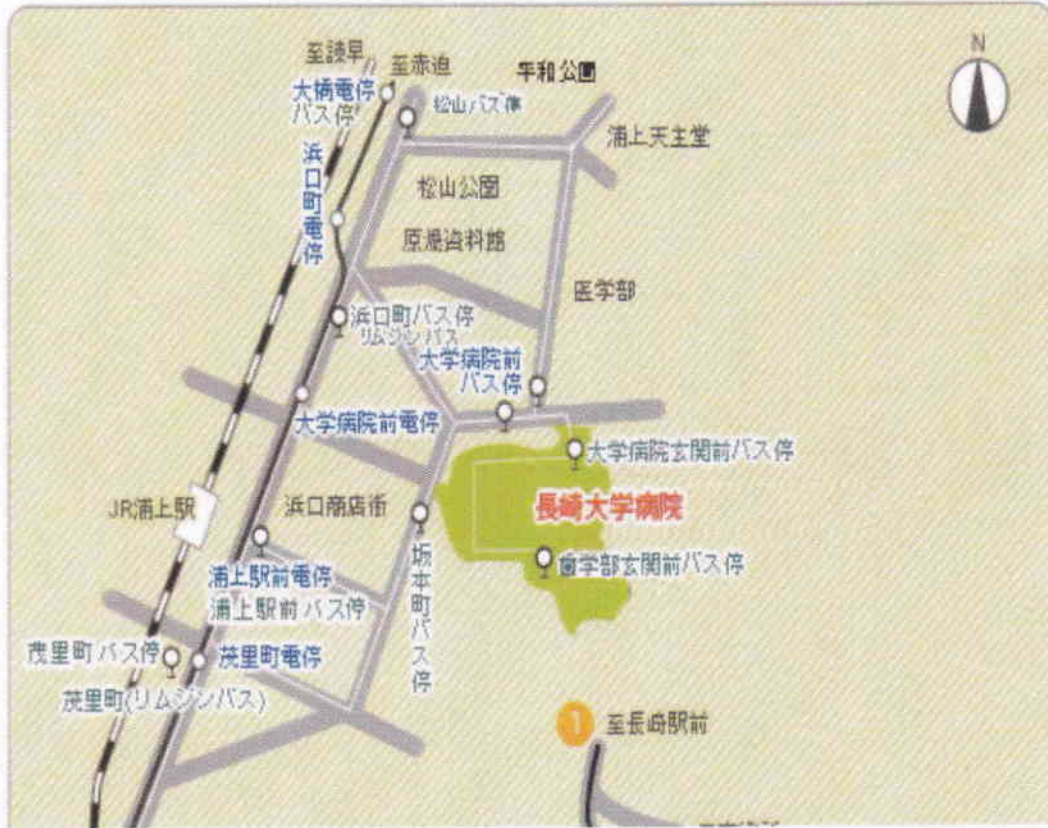 N
至諫早
至赤迫
平和公園
大橋電停
バス停
松山バス停
浦上天主堂
浜口町電停
松山公園
原爆資料館
医学部
浜口町バス停
リムジンバス
大学病院前
バス停
大学病院前電停
大学病院玄関前バス停
JR浦上駅
浜口商店街
長崎大学病院
坂本町バス停
歯学部玄関前バス停
浦上駅前電停
浦上駅前バス停
茂里町バス停
茂里町電停
茂里町(リムジンバス)
1
至長崎駅前